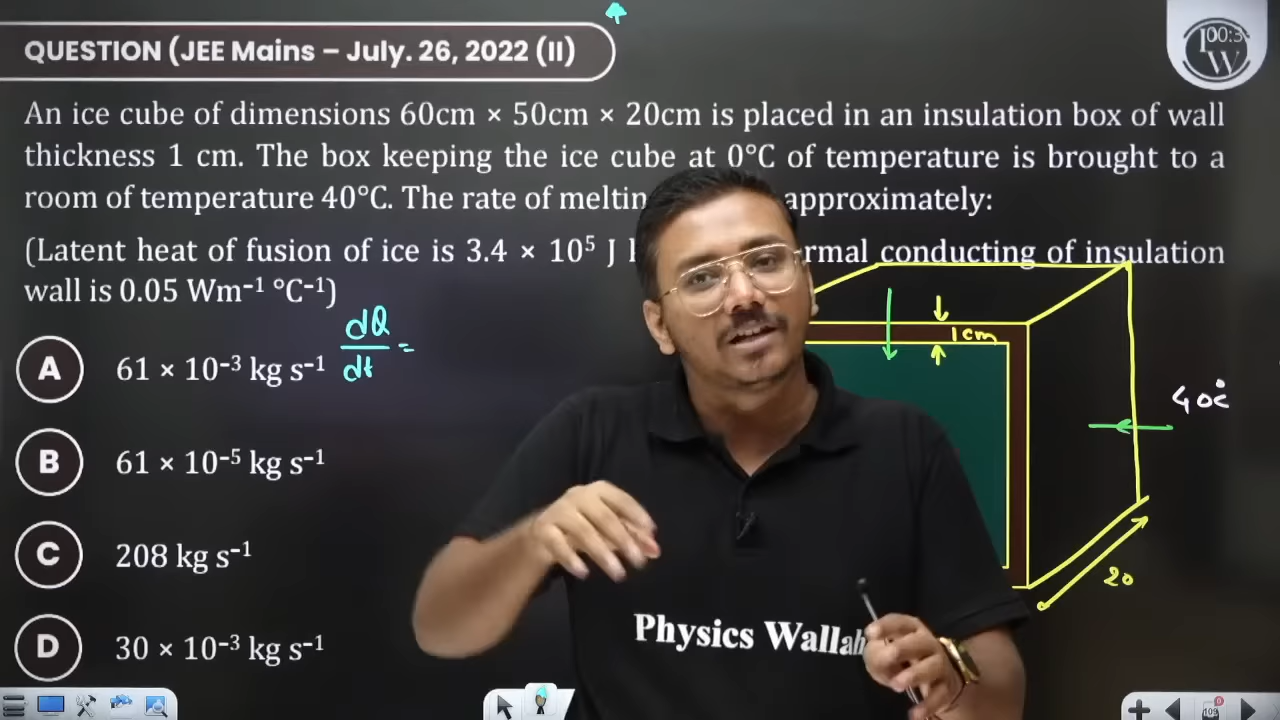 QUESTION (JEE Mains – July. 26, 2022 (II)
An ice cube of dimensions 60cm × 50cm × 20cm is placed in an insulation box of wall
thickness 1 cm. The box keeping the ice cube at 0°C of temperature is brought to a
room of temperature 40°C. The rate of approximately:
(Latent heat of fusion of ice is 3.4 × 10⁵ J conducting of insulation
wall is 0.05 Wm⁻¹ °C⁻¹)
dQ
dt =
A 61 × 10⁻³ kg s⁻¹
B 61 × 10⁻⁵ kg s⁻¹
C 208 kg s⁻¹
D 30 × 10⁻³ kg s⁻¹
1cm
40°C
20
Physics Wallah
PW
109